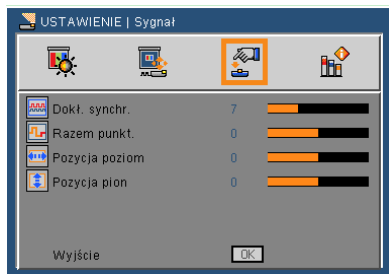 USTAWIENIE | Sygnał
Dokł. synchr. 7
Razem punkt. 0
Pozycja poziom 0
Pozycja pion 0
Wyjście OK